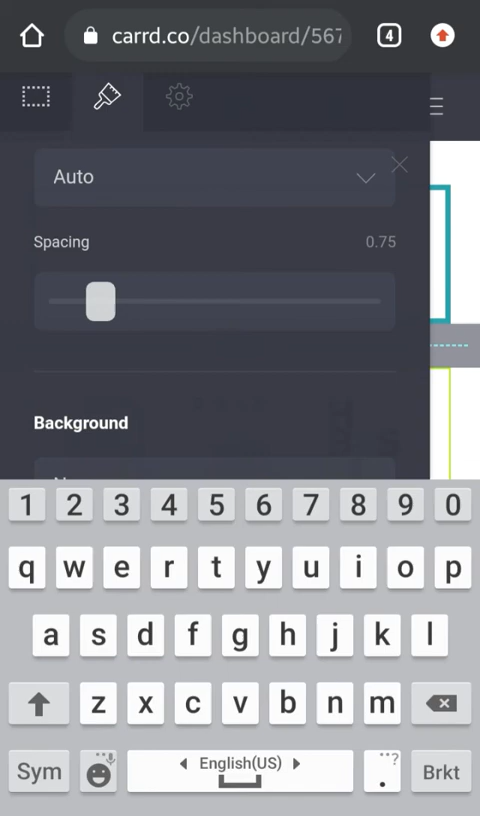 carrd.co/dashboard/567
4
Auto
Spacing
0.75
Background
1 2 3 4 5 6 7 8 9 0
q w e r t y u i o p
a s d f g h j k l
z x c v b n m
Sym
English(US)
.
?
Brkt